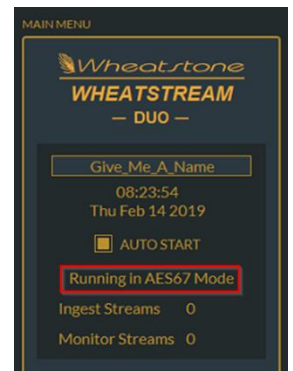 MAIN MENU
Wheatstone
WHEATSTREAM
— DUO —
Give_Me_A_Name
08:23:54
Thu Feb 14 2019
AUTO START
Running in AES67 Mode
Ingest Streams 0
Monitor Streams 0